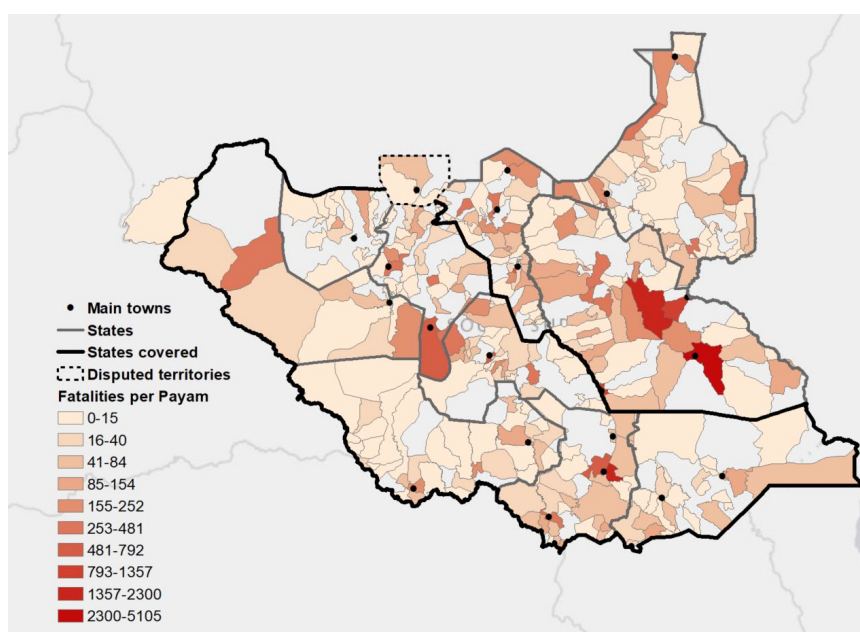 SOU
Main towns
States
States covered
Disputed territories
Fatalities per Payam
0-15
16-40
41-84
85-154
155-252
253-481
481-792
793-1357
1357-2300
2300-5105